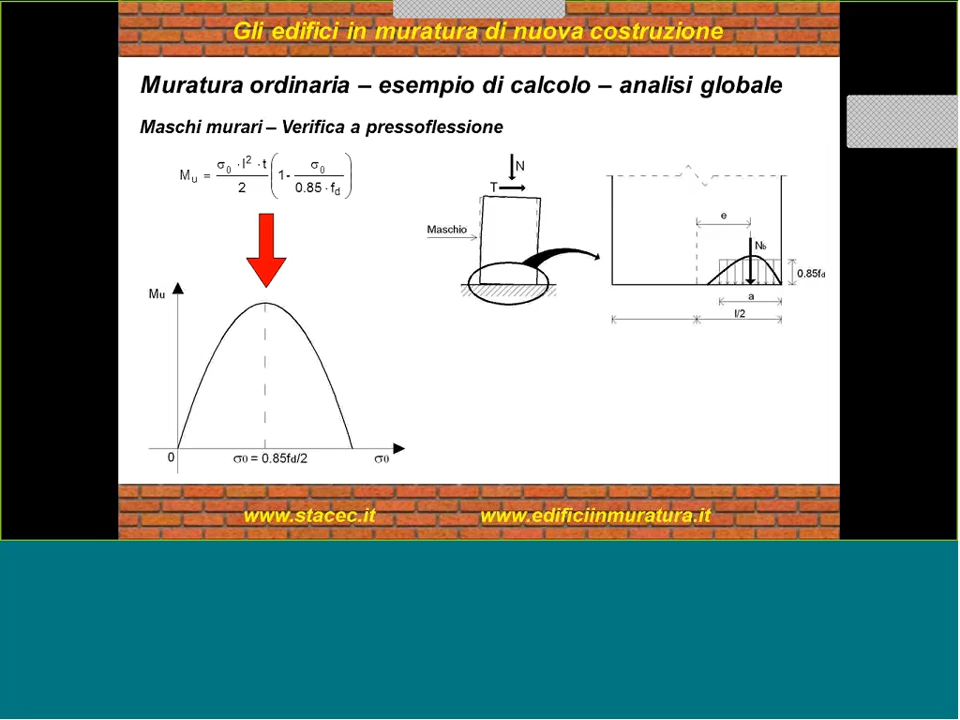 Gli edifici in muratura di nuova costruzione
Muratura ordinaria – esempio di calcolo – analisi globale
Maschi murari – Verifica a pressoflessione
Mu = σ0 · l² · t / 2 (1- σ0 / 0.85 · fd)
N
T
Maschio
e
Nb
0.85fd
a
l/2
Mu
0
σ0 = 0.85fd/2
σ0
www.stacec.it
www.edificiinmuratura.it